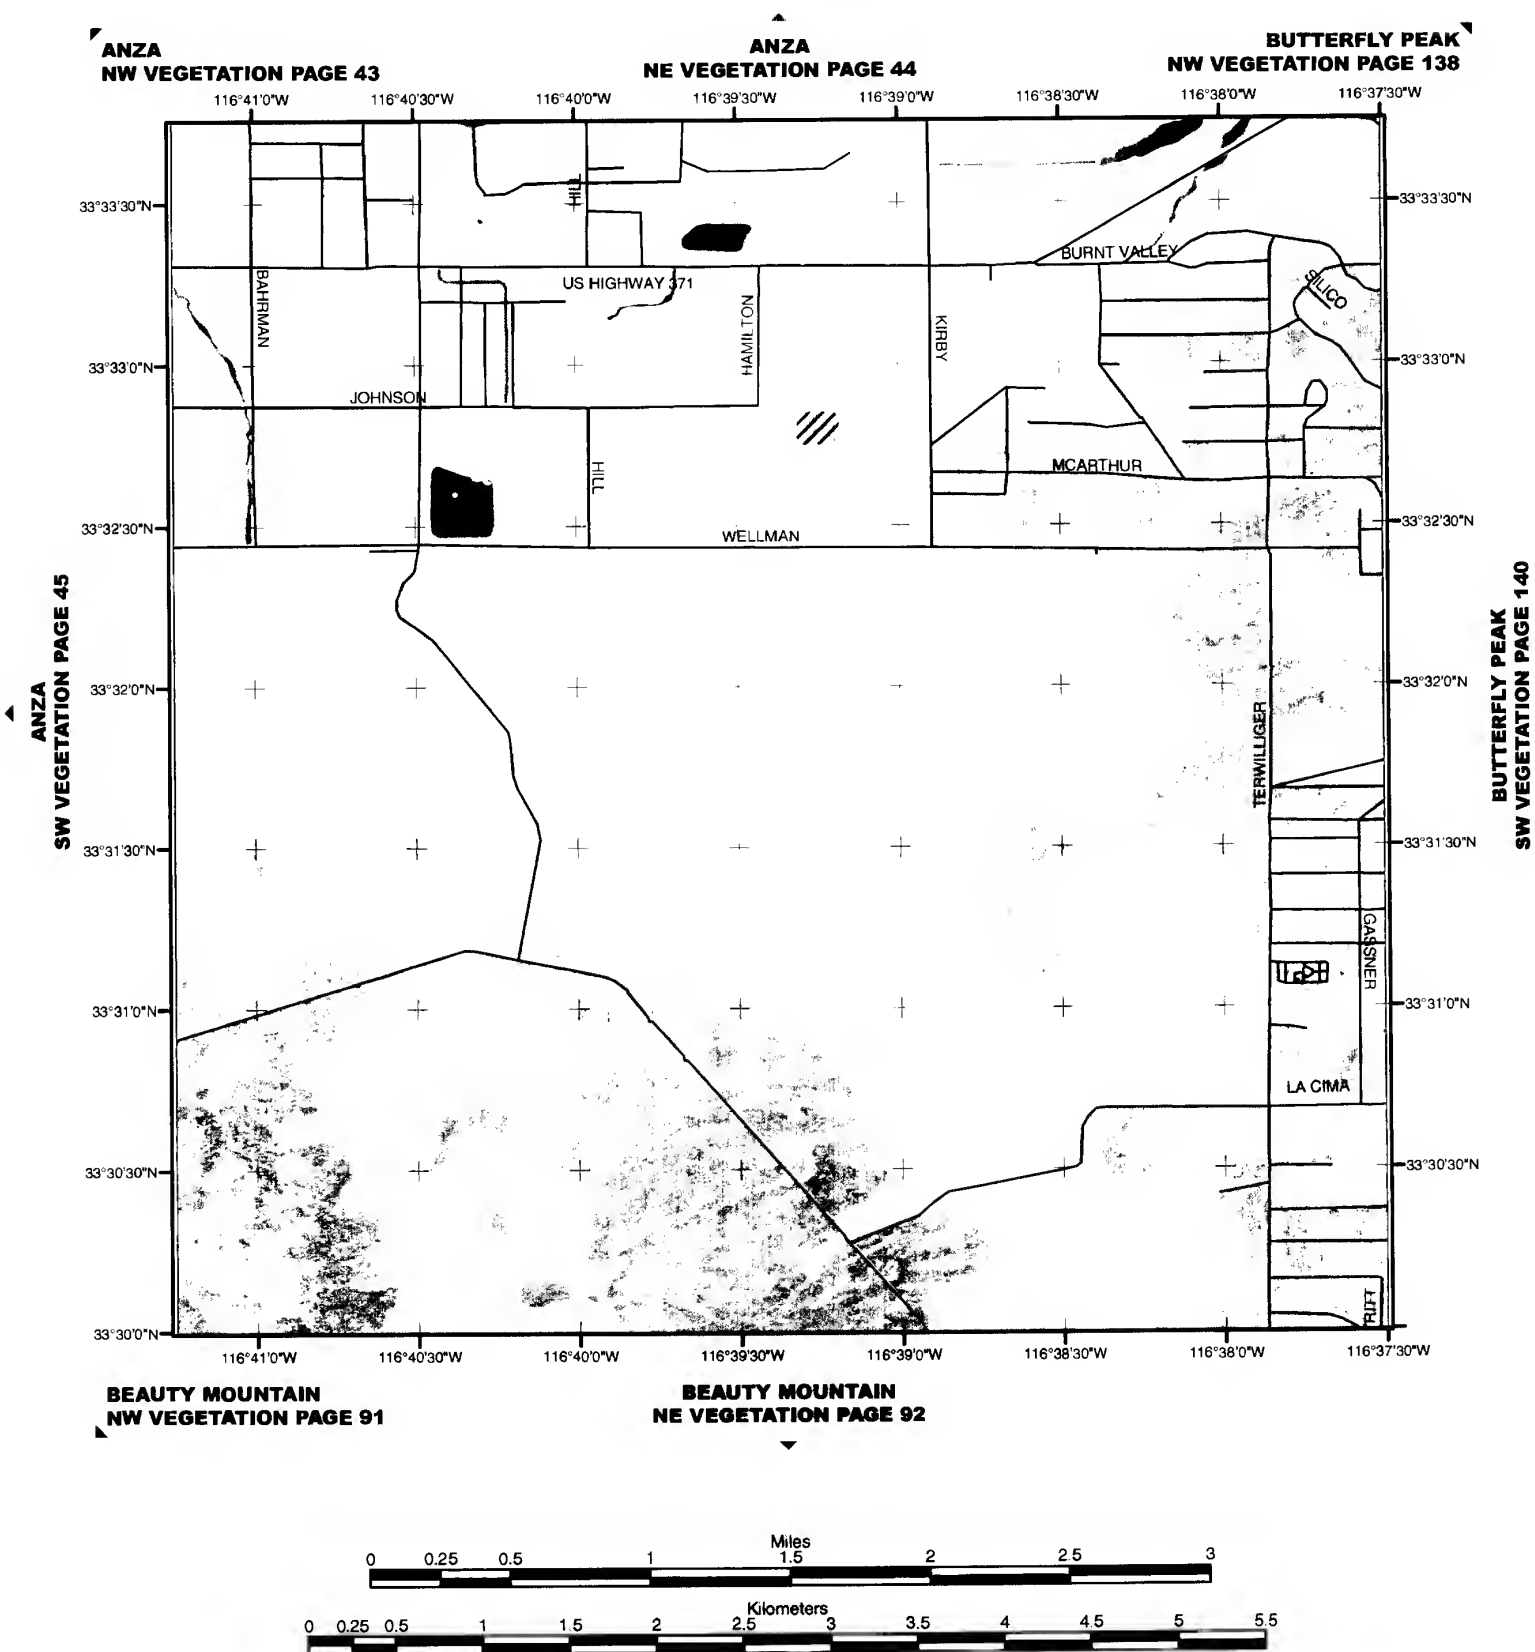 ANZA
NW VEGETATION PAGE 43
ANZA
NE VEGETATION PAGE 44
BUTTERFLY PEAK
NW VEGETATION PAGE 138
116°41'0"W
116°40'30"W
116°40'0"W
116°39'30"W
116°39'0"W
116°38'30"W
116°38'0"W
116°37'30"W
HILL
33°33'30"N
33°33'30"N
BURNT VALLEY
BAHRMAN
US HIGHWAY 371
SILICO
HAMILTON
KIRBY
33°33'0"N
33°33'0"N
JOHNSON
HILL
MCARTHUR
33°32'30"N
33°32'30"N
WELLMAN
ANZA
SW VEGETATION PAGE 45
BUTTERFLY PEAK
SW VEGETATION PAGE 140
33°32'0"N
33°32'0"N
TERWILLIGER
33°31'30"N
33°31'30"N
GASSNER
33°31'0"N
33°31'0"N
LA CIMA
33°30'30"N
33°30'30"N
33°30'0"N
116°41'0"W
116°40'30"W
116°40'0"W
116°39'30"W
116°39'0"W
116°38'30"W
116°38'0"W
116°37'30"W
BEAUTY MOUNTAIN
NW VEGETATION PAGE 91
BEAUTY MOUNTAIN
NE VEGETATION PAGE 92
Miles
0 0.25 0.5 1 1.5 2 2.5 3
Kilometers
0 0.25 0.5 1 1.5 2 2.5 3 3.5 4 4.5 5 5.5